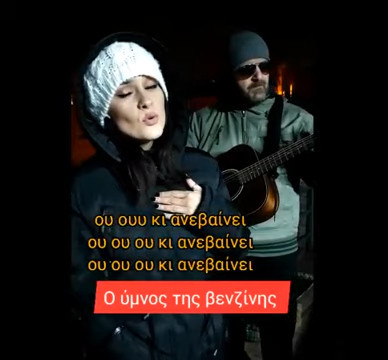 ου ουυ κι ανεβαίνει
ου ου ου κι ανεβαίνει
ου ου ου κι ανεβαίνει
Ο ύμνος της βενζίνης